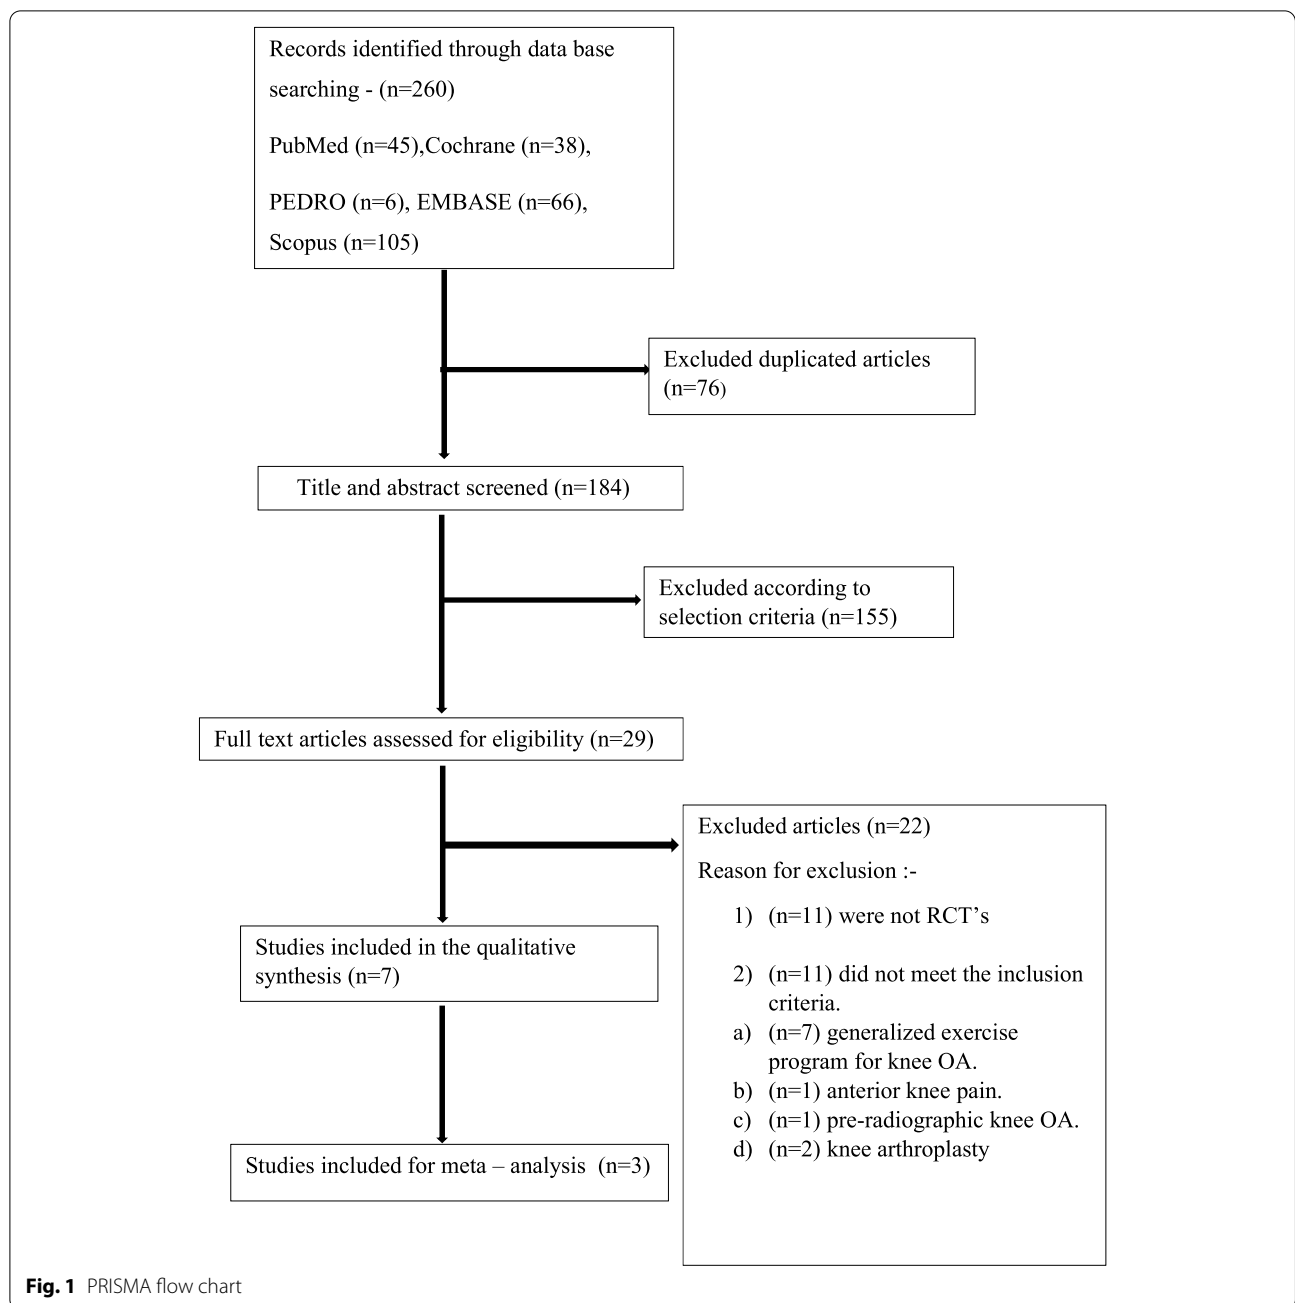 Records identified through data base
searching - (n=260)
PubMed (n=45),Cochrane (n=38),
PEDRO (n=6), EMBASE (n=66),
Scopus (n=105)
Excluded duplicated articles
(n=76)
Title and abstract screened (n=184)
Excluded according to
selection criteria (n=155)
Full text articles assessed for eligibility (n=29)
Excluded articles (n=22)
Reason for exclusion :-
1) (n=11) were not RCT’s
2) (n=11) did not meet the inclusion
criteria.
a) (n=7) generalized exercise
program for knee OA.
b) (n=1) anterior knee pain.
c) (n=1) pre-radiographic knee OA.
d) (n=2) knee arthroplasty
Studies included in the qualitative
synthesis (n=7)
Studies included for meta – analysis (n=3)
Fig. 1 PRISMA flow chart